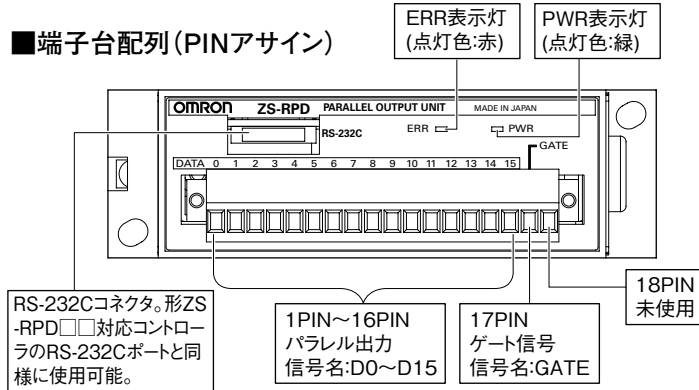 ■端子台配列(PINアサイン)
ERR表示灯
(点灯色:赤)
PWR表示灯
(点灯色:緑)
OMRON ZS-RPD PARALLEL OUTPUT UNIT MADE IN JAPAN
RS-232C
ERR
PWR
GATE
DATA 0 1 2 3 4 5 6 7 8 9 10 11 12 13 14 15
RS-232Cコネクタ。形ZS
-RPD□□対応コントロー
ラのRS-232Cポートと同
様に使用可能。
1PIN～16PIN
パラレル出力
信号名:D0～D15
17PIN
ゲート信号
信号名:GATE
18PIN
未使用